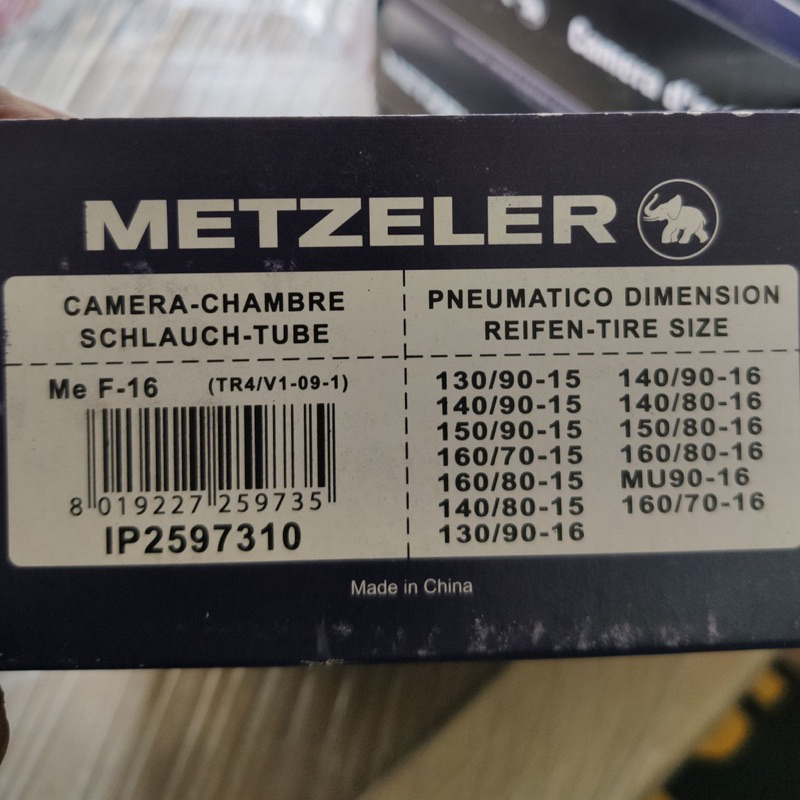 Camera d'a
METZELER
CAMERA-CHAMBRE
SCHLAUCH-TUBE
PNEUMATICO DIMENSION
REIFEN-TIRE SIZE
Me F-16 (TR4/V1-09-1)
8 019227 259735
IP2597310
130/90-15 140/90-16
140/90-15 140/80-16
150/90-15 150/80-16
160/70-15 160/80-16
160/80-15 MU90-16
140/80-15 160/70-16
130/90-16
Made in China